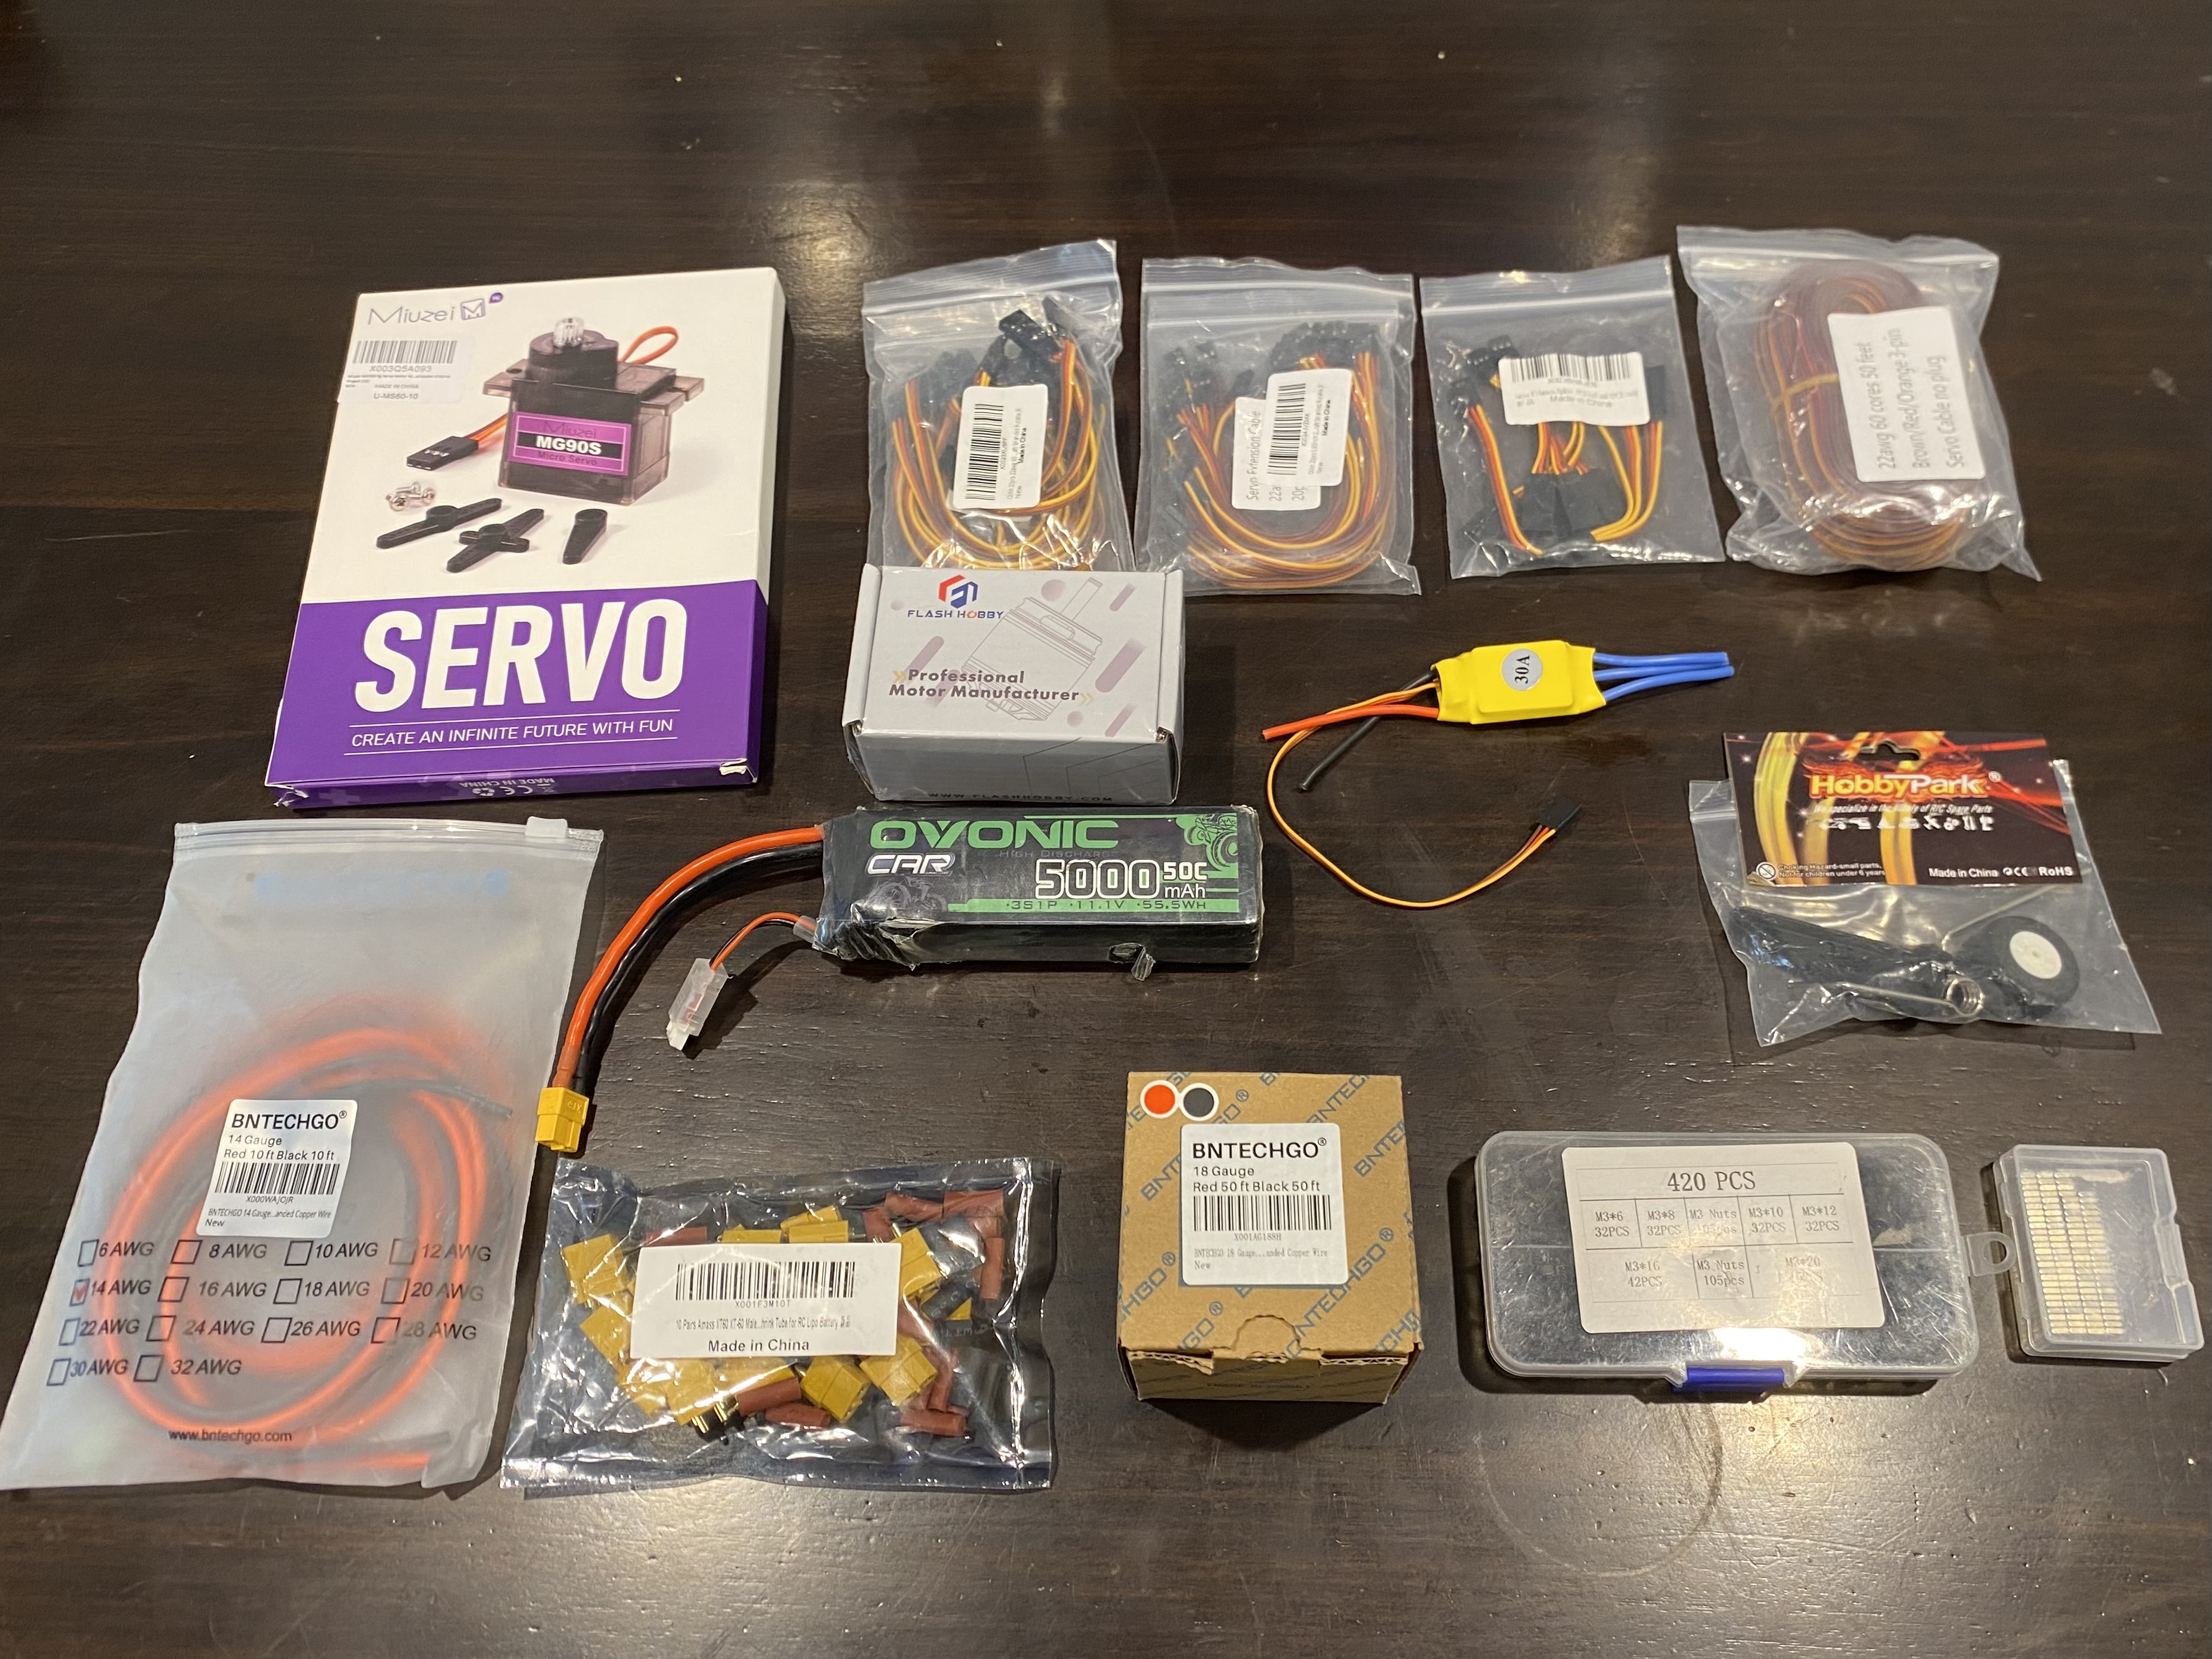 Miuzei
X003Q5A093
MADE IN CHINA
U-MS80-10
Miuzei
MG90S
Micro Servo
SERVO
CREATE AN INFINITE FUTURE WITH FUN
MADE IN CHINA
Made in China
Servo Extension Cable
Made in China
Made in China
22awg 60 cores 50 feet
Brown/Red/Orange 3-pin
Servo Cable no plug
FLASH HOBBY
Professional
Motor Manufacturer
WWW.FLASHHOBBY.COM
30A
HobbyPark®
We specialize in the supply of R/C Spare Parts
Choking Hazard-small parts.
Not for children under 6 years
Made in China CE RoHS
OVONIC
HIGH DISCHARGE
CAR
5000 50C
mAh
·3S1P ·11.1V ·55.5WH
BNTECHGO®
14 Gauge
Red 10 ft Black 10 ft
X000WAJOJR
BNTECHGO 14 Gauge...anded Copper Wire
New
6 AWG 8 AWG 10 AWG 12 AWG
14 AWG 16 AWG 18 AWG 20 AWG
22 AWG 24 AWG 26 AWG 28 AWG
30 AWG 32 AWG
www.bntechgo.com
X001F3M10T
10 Pairs Amass XT60 XT-60 Male...hrink Tube for RC Lipo Battery
Made in China
BNTECHGO®
18 Gauge
Red 50 ft Black 50 ft
X001AG188H
BNTECHGO 18 Gauge...anded Copper Wire
New
420 PCS
M3*6 M3*8 M3 Nuts M3*10 M3*12
32PCS 32PCS 32PCS 32PCS
M3*16 M3 Nuts M3*20
42PCS 105pcs